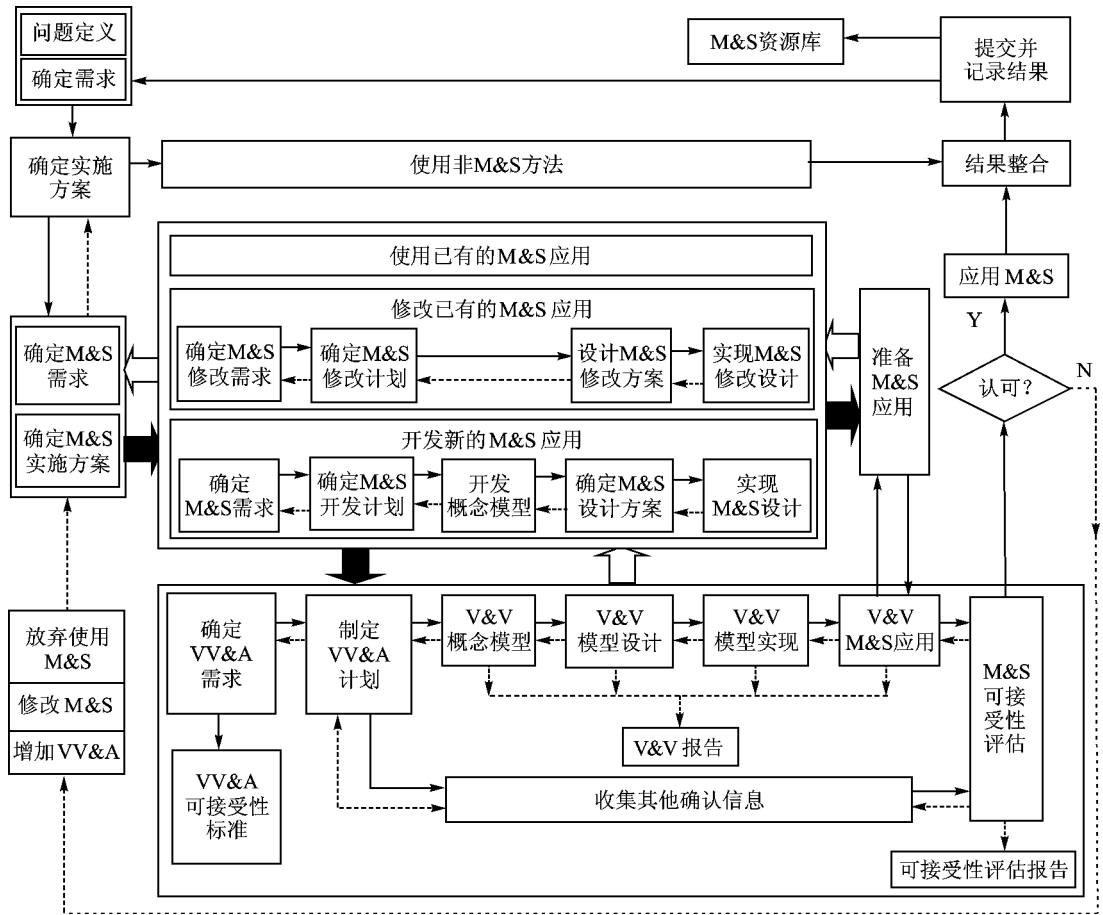 问题定义
确定需求
M&S资源库
提交并
记录结果
确定实施
方案
使用非M&S方法
结果整合
使用已有的M&S应用
应用M&S
修改已有的M&S应用
Y
确定M&S
需求
确定M&S
修改需求
确定M&S
修改计划
设计M&S
修改方案
实现M&S
修改设计
准备
M&S
应用
认可?
N
确定M&S
实施方案
开发新的M&S应用
确定
M&S需求
确定M&S
开发计划
开发
概念模型
确定M&S
设计方案
实现
M&S设计
放弃使用
M&S
修改M&S
增加VV&A
确定
VV&A
需求
制定
VV&A
计划
V&V
概念模型
V&V
模型设计
V&V
模型实现
V&V
M&S应用
M&S
可接
受性
评估
V&V报告
VV&A
可接受性
标准
收集其他确认信息
可接受性评估报告